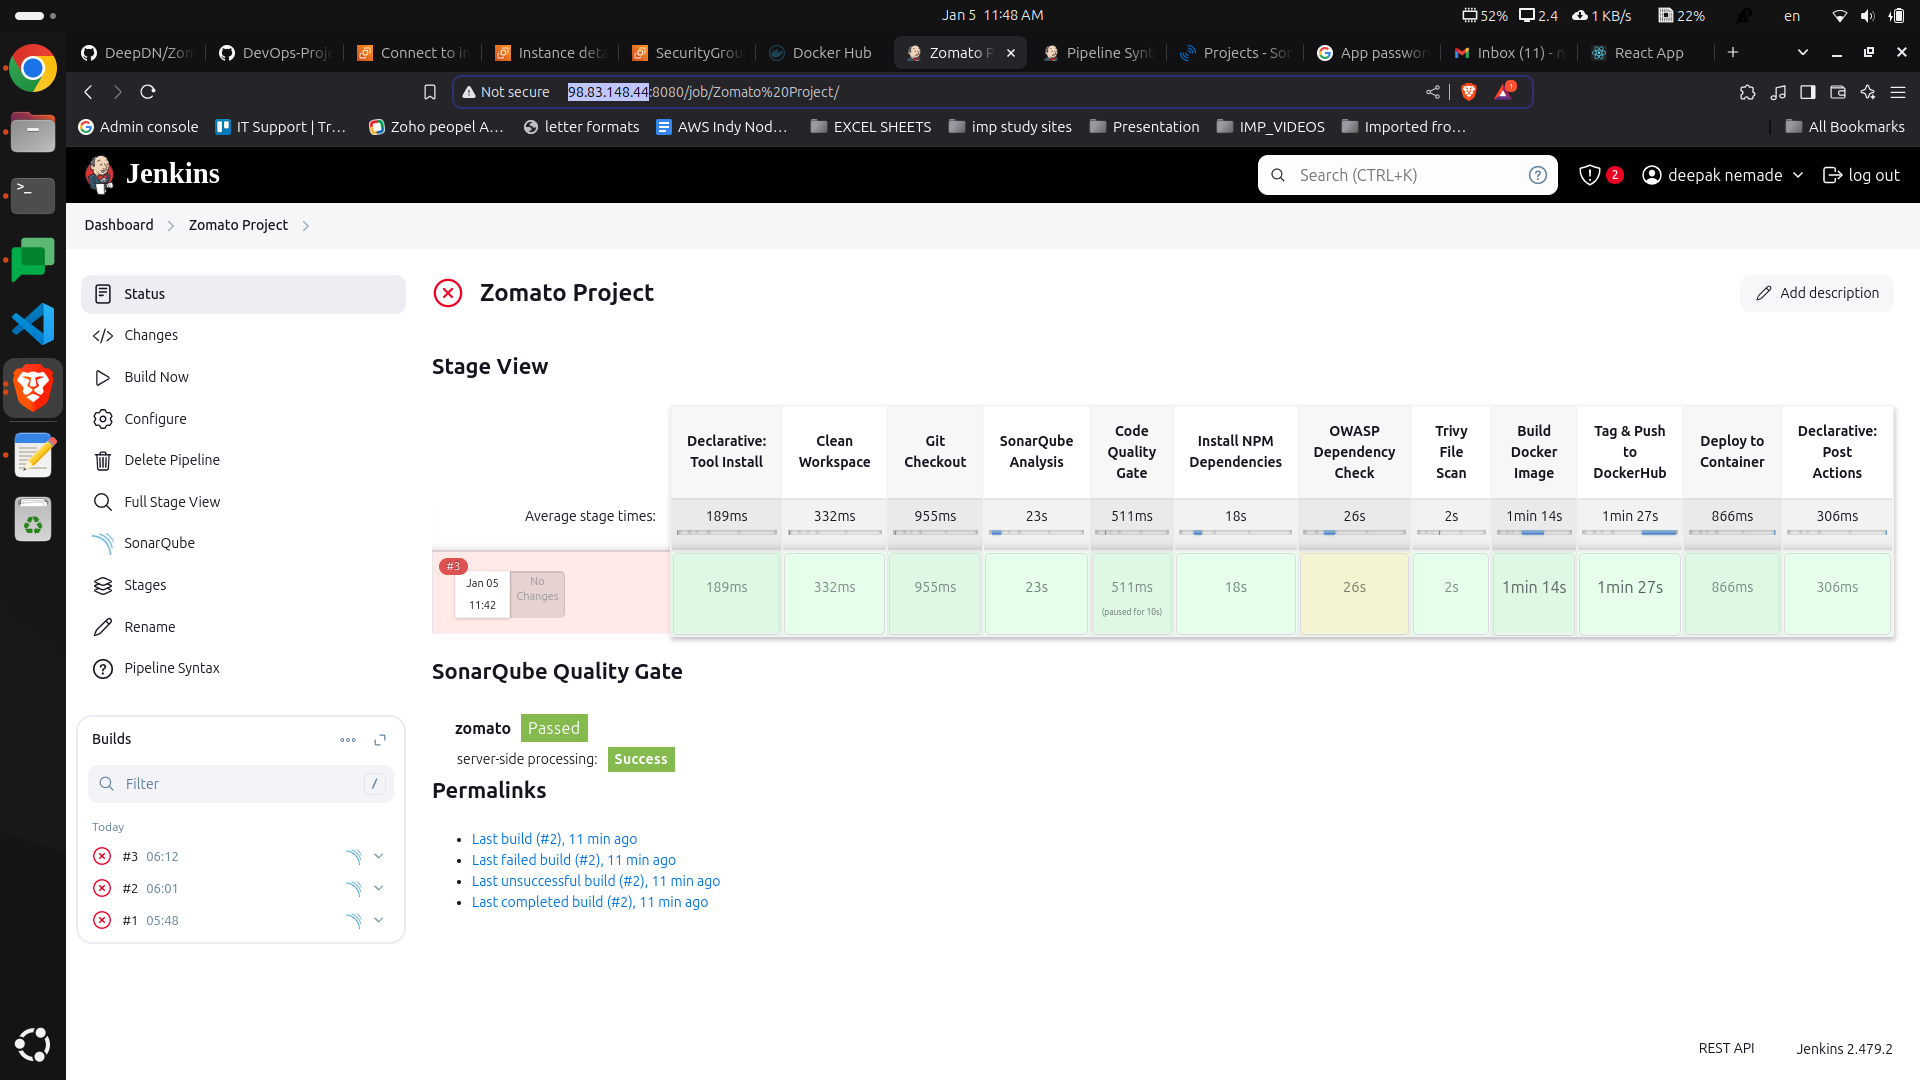 Jan 5  11:48 AM
52%
2.4
1 KB/s
22%
en
DeepDN/Zom
DevOps-Proj
Connect to in
Instance deta
SecurityGrou
Docker Hub
Zomato P
Pipeline Synt
Projects - Son
App passwor
Inbox (11) - n
React App
Not secure
98.83.148.44:8080/job/Zomato%20Project/
1
Admin console
IT Support | Tr…
Zoho peopel A…
letter formats
AWS Indy Nod…
EXCEL SHEETS
imp study sites
Presentation
IMP_VIDEOS
Imported fro…
All Bookmarks
Jenkins
Search (CTRL+K)
2
deepak nemade
log out
Dashboard
Zomato Project
Status
Changes
Build Now
Configure
Delete Pipeline
Full Stage View
SonarQube
Stages
Rename
Pipeline Syntax
Builds
Filter
/
Today
#3 06:12
#2 06:01
#1 05:48
Zomato Project
Add description
Stage View
Declarative: Tool Install
Clean Workspace
Git Checkout
SonarQube Analysis
Code Quality Gate
Install NPM Dependencies
OWASP Dependency Check
Trivy File Scan
Build Docker Image
Tag & Push to DockerHub
Deploy to Container
Declarative: Post Actions
Average stage times:
189ms
332ms
955ms
23s
511ms
18s
26s
2s
1min 14s
1min 27s
866ms
306ms
#3
Jan 05
11:42
No Changes
189ms
332ms
955ms
23s
511ms
(paused for 10s)
18s
26s
2s
1min 14s
1min 27s
866ms
306ms
SonarQube Quality Gate
zomato Passed
server-side processing: Success
Permalinks
Last build (#2), 11 min ago
Last failed build (#2), 11 min ago
Last unsuccessful build (#2), 11 min ago
Last completed build (#2), 11 min ago
REST API
Jenkins 2.479.2